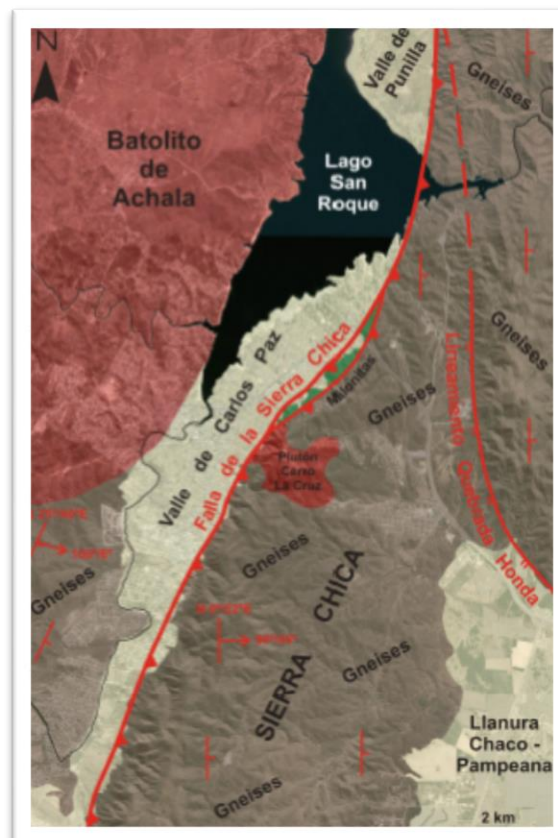 N
Valle de
Punilla
Gneises
Batolito
de
Achala
Lago
San
Roque
Gneises
Lineamiento Quebrada Honda
Falla de la Sierra Chica
Valle de Carlos Paz
Milonitas
Gneises
Plutón
Cerro
La Cruz
Gneises
Gneises
SIERRA CHICA
Gneises
Gneises
Llanura
Chaco -
Pampeana
2 km